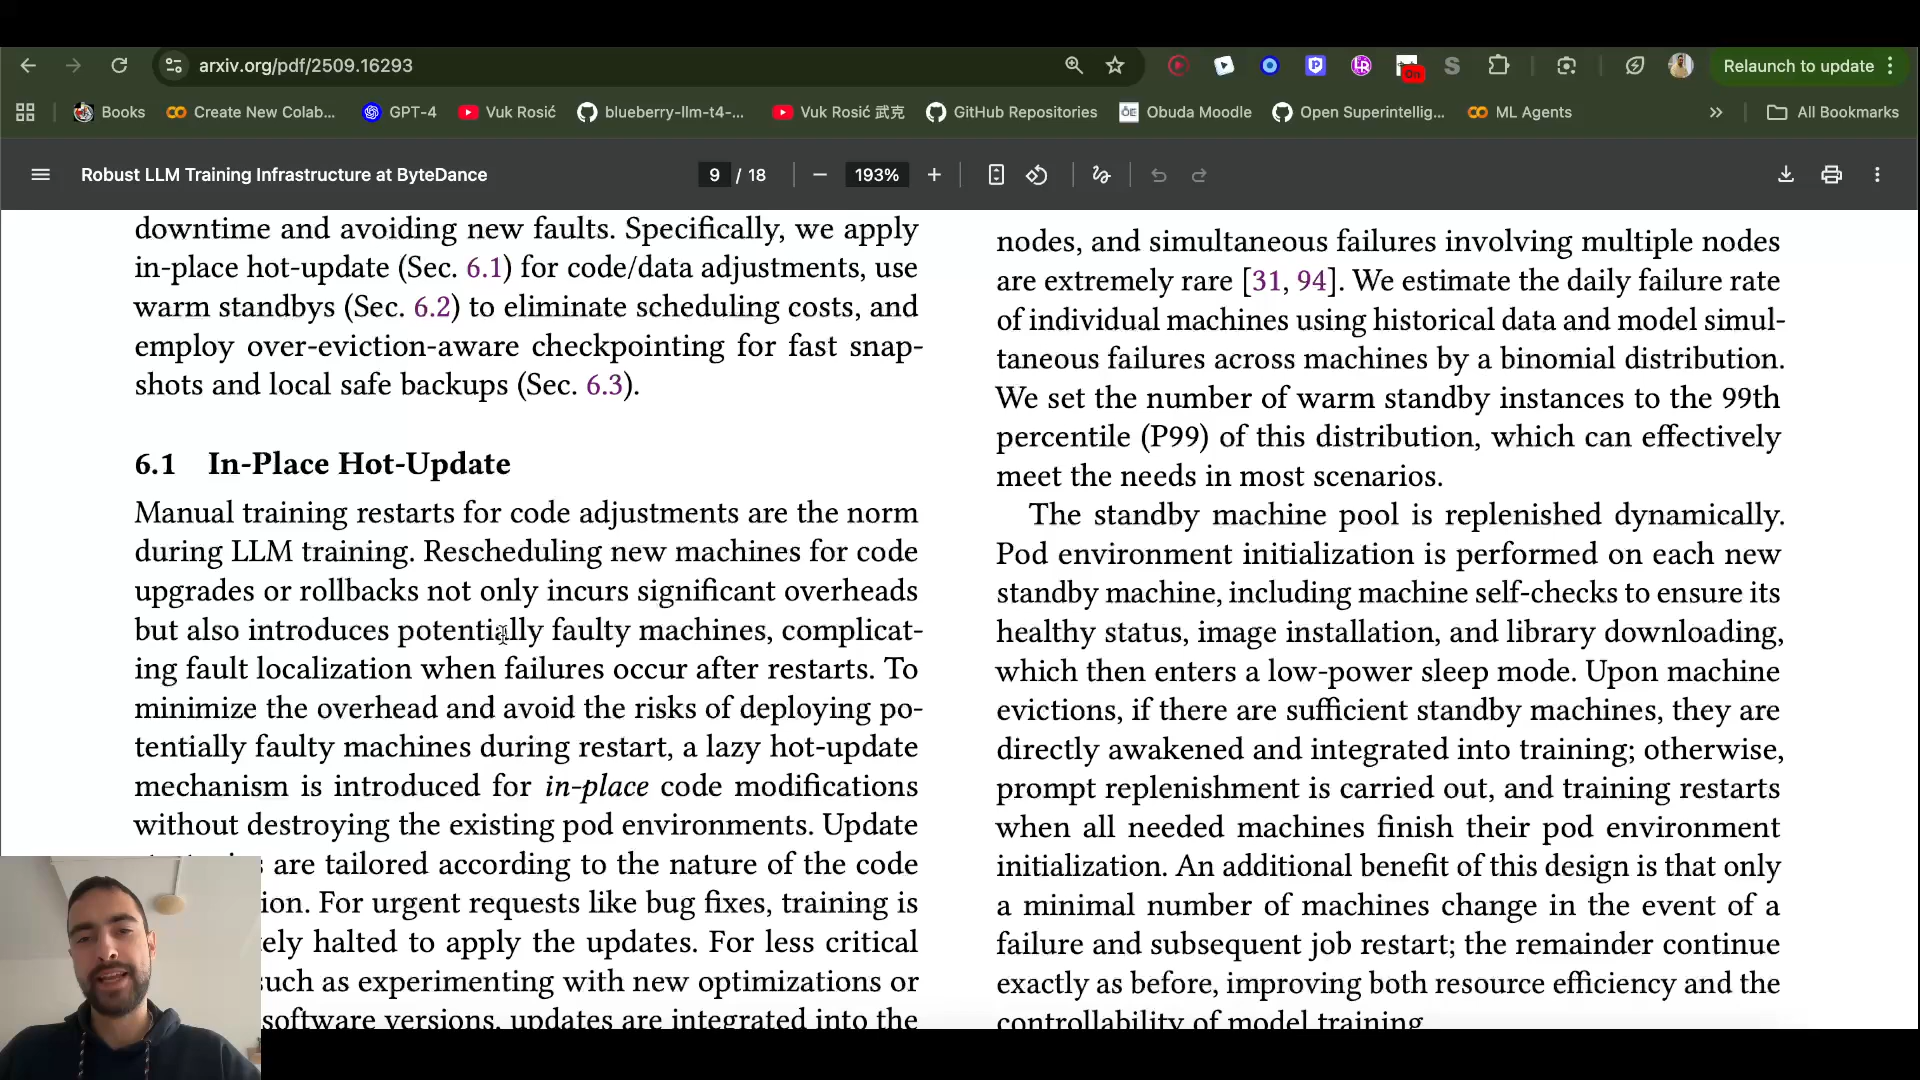 arxiv.org/pdf/2509.16293
On
S
Relaunch to update
Books
Create New Colab...
GPT-4
Vuk Rosić
blueberry-llm-t4-...
Vuk Rosić 武克
GitHub Repositories
Obuda Moodle
Open Superintellig...
ML Agents
All Bookmarks
Robust LLM Training Infrastructure at ByteDance
9 / 18
193%
downtime and avoiding new faults. Specifically, we apply
in-place hot-update (Sec. 6.1) for code/data adjustments, use
warm standbys (Sec. 6.2) to eliminate scheduling costs, and
employ over-eviction-aware checkpointing for fast snap-
shots and local safe backups (Sec. 6.3).
6.1 In-Place Hot-Update
Manual training restarts for code adjustments are the norm
during LLM training. Rescheduling new machines for code
upgrades or rollbacks not only incurs significant overheads
but also introduces potentially faulty machines, complicat-
ing fault localization when failures occur after restarts. To
minimize the overhead and avoid the risks of deploying po-
tentially faulty machines during restart, a lazy hot-update
mechanism is introduced for in-place code modifications
without destroying the existing pod environments. Update
are tailored according to the nature of the code
ion. For urgent requests like bug fixes, training is
ely halted to apply the updates. For less critical
such as experimenting with new optimizations or
software versions, updates are integrated into the
nodes, and simultaneous failures involving multiple nodes
are extremely rare [31, 94]. We estimate the daily failure rate
of individual machines using historical data and model simul-
taneous failures across machines by a binomial distribution.
We set the number of warm standby instances to the 99th
percentile (P99) of this distribution, which can effectively
meet the needs in most scenarios.
The standby machine pool is replenished dynamically.
Pod environment initialization is performed on each new
standby machine, including machine self-checks to ensure its
healthy status, image installation, and library downloading,
which then enters a low-power sleep mode. Upon machine
evictions, if there are sufficient standby machines, they are
directly awakened and integrated into training; otherwise,
prompt replenishment is carried out, and training restarts
when all needed machines finish their pod environment
initialization. An additional benefit of this design is that only
a minimal number of machines change in the event of a
failure and subsequent job restart; the remainder continue
exactly as before, improving both resource efficiency and the
controllability of model training